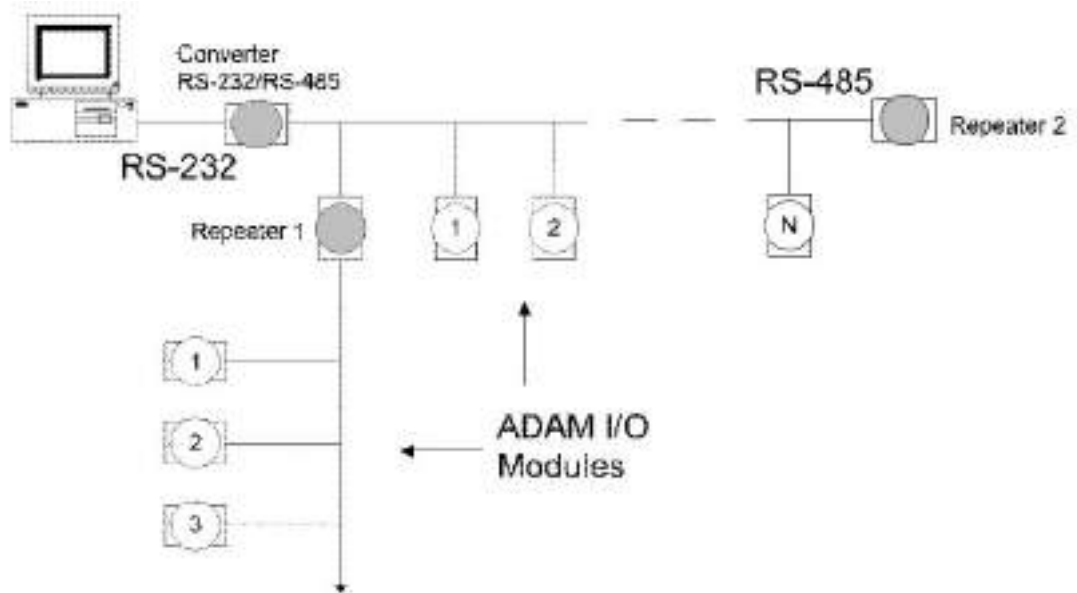 Converter
RS-232/RS-485
RS-485
Repeater 2
RS-232
Repeater 1
1
2
N
1
2
3
ADAM I/O
Modules